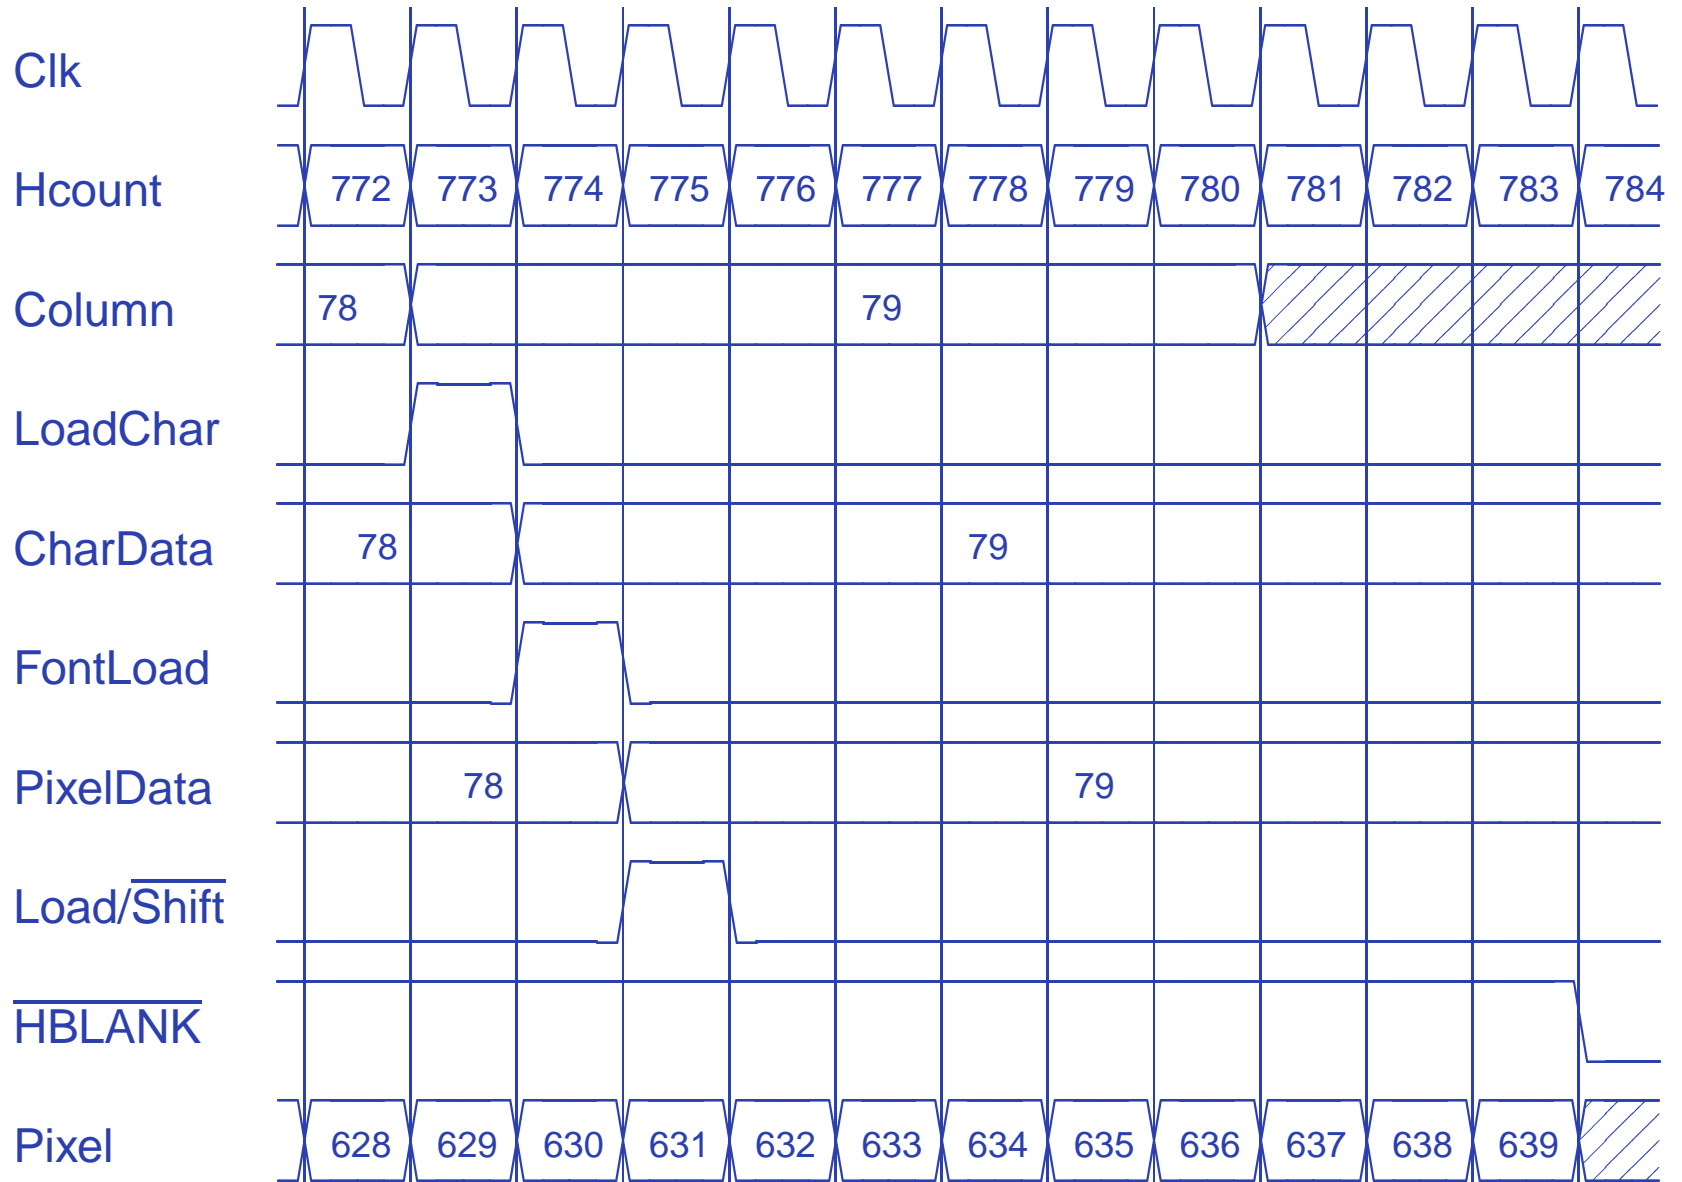 Clk
Hcount 772 773 774 775 776 777 778 779 780 781 782 783 784
Column 78 79
LoadChar
CharData 78 79
FontLoad
PixelData 78 79
Load/Shift
HBLANK
Pixel 628 629 630 631 632 633 634 635 636 637 638 639